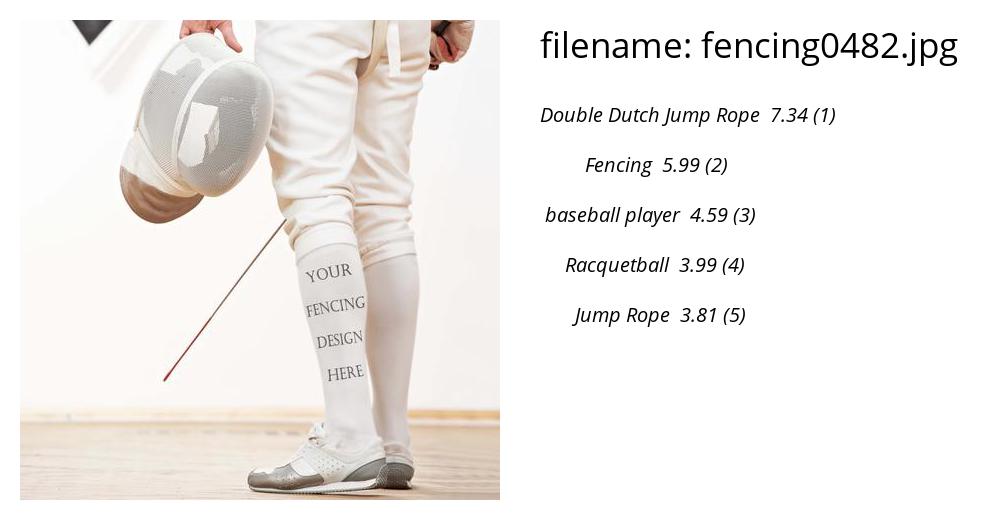 filename: fencing0482.jpg
Double Dutch Jump Rope 7.34 (1)
Fencing 5.99 (2)
baseball player 4.59 (3)
Racquetball 3.99 (4)
Jump Rope 3.81 (5)
YOUR
FENCING
DESIGN
HERE